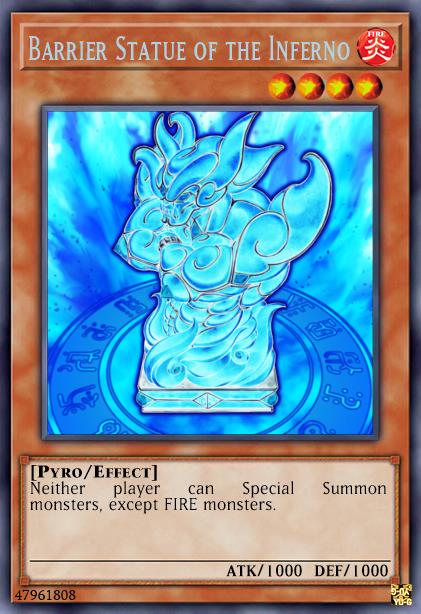 BARRIER STATUE OF THE INFERNO
FIRE
炎
[PYRO/EFFECT]
Neither player can Special Summon
monsters, except FIRE monsters.
ATK/1000 DEF/1000
47961808